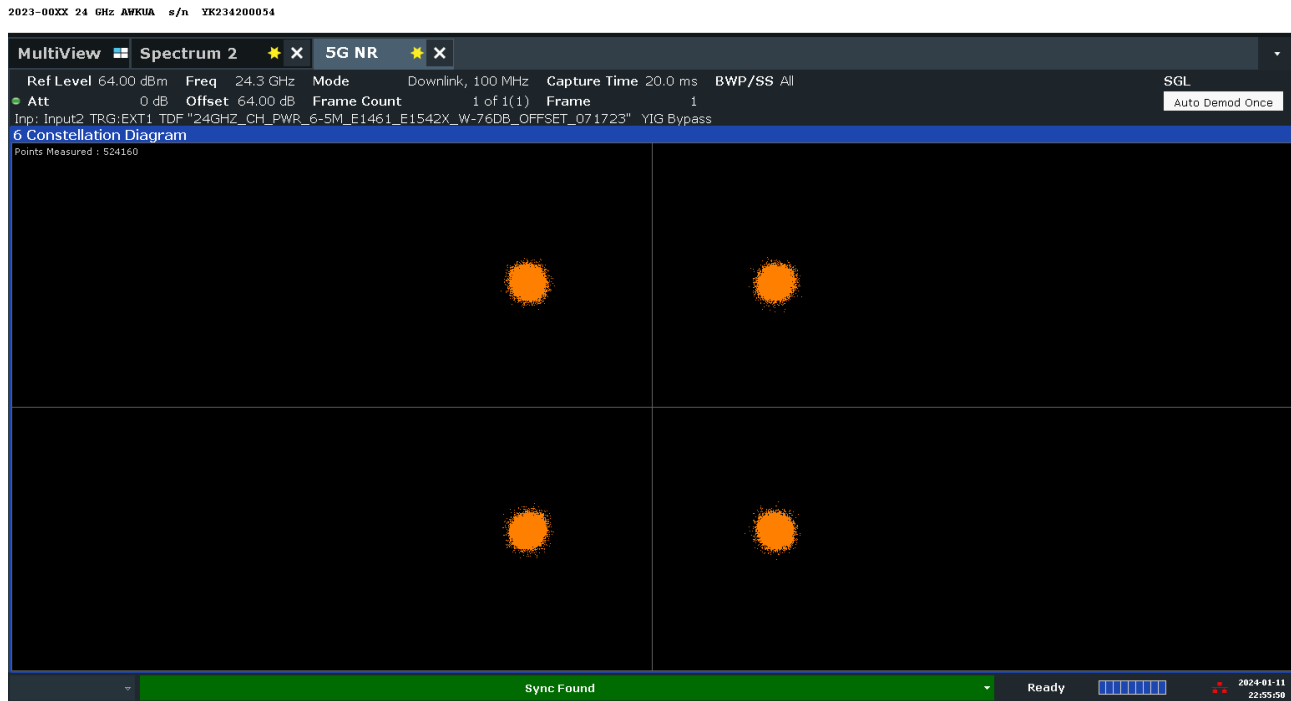 2023-00XX 24 GHz AWKUA s/n YK234200054
MultiView Spectrum 2 5G NR
Ref Level 64.00 dBm Freq 24.3 GHz Mode Downlink, 100 MHz Capture Time 20.0 ms BWP/SS All SGL
Att 0 dB Offset 64.00 dB Frame Count 1 of 1(1) Frame 1 Auto Demod Once
Inp: Input2 TRG:EXT1 TDF "24GHZ_CH_PWR_6-5M_E1461_E1542X_W-76DB_OFFSET_071723" YIG Bypass
6 Constellation Diagram
Points Measured : 524160
Sync Found Ready 2024-01-11
22:55:50